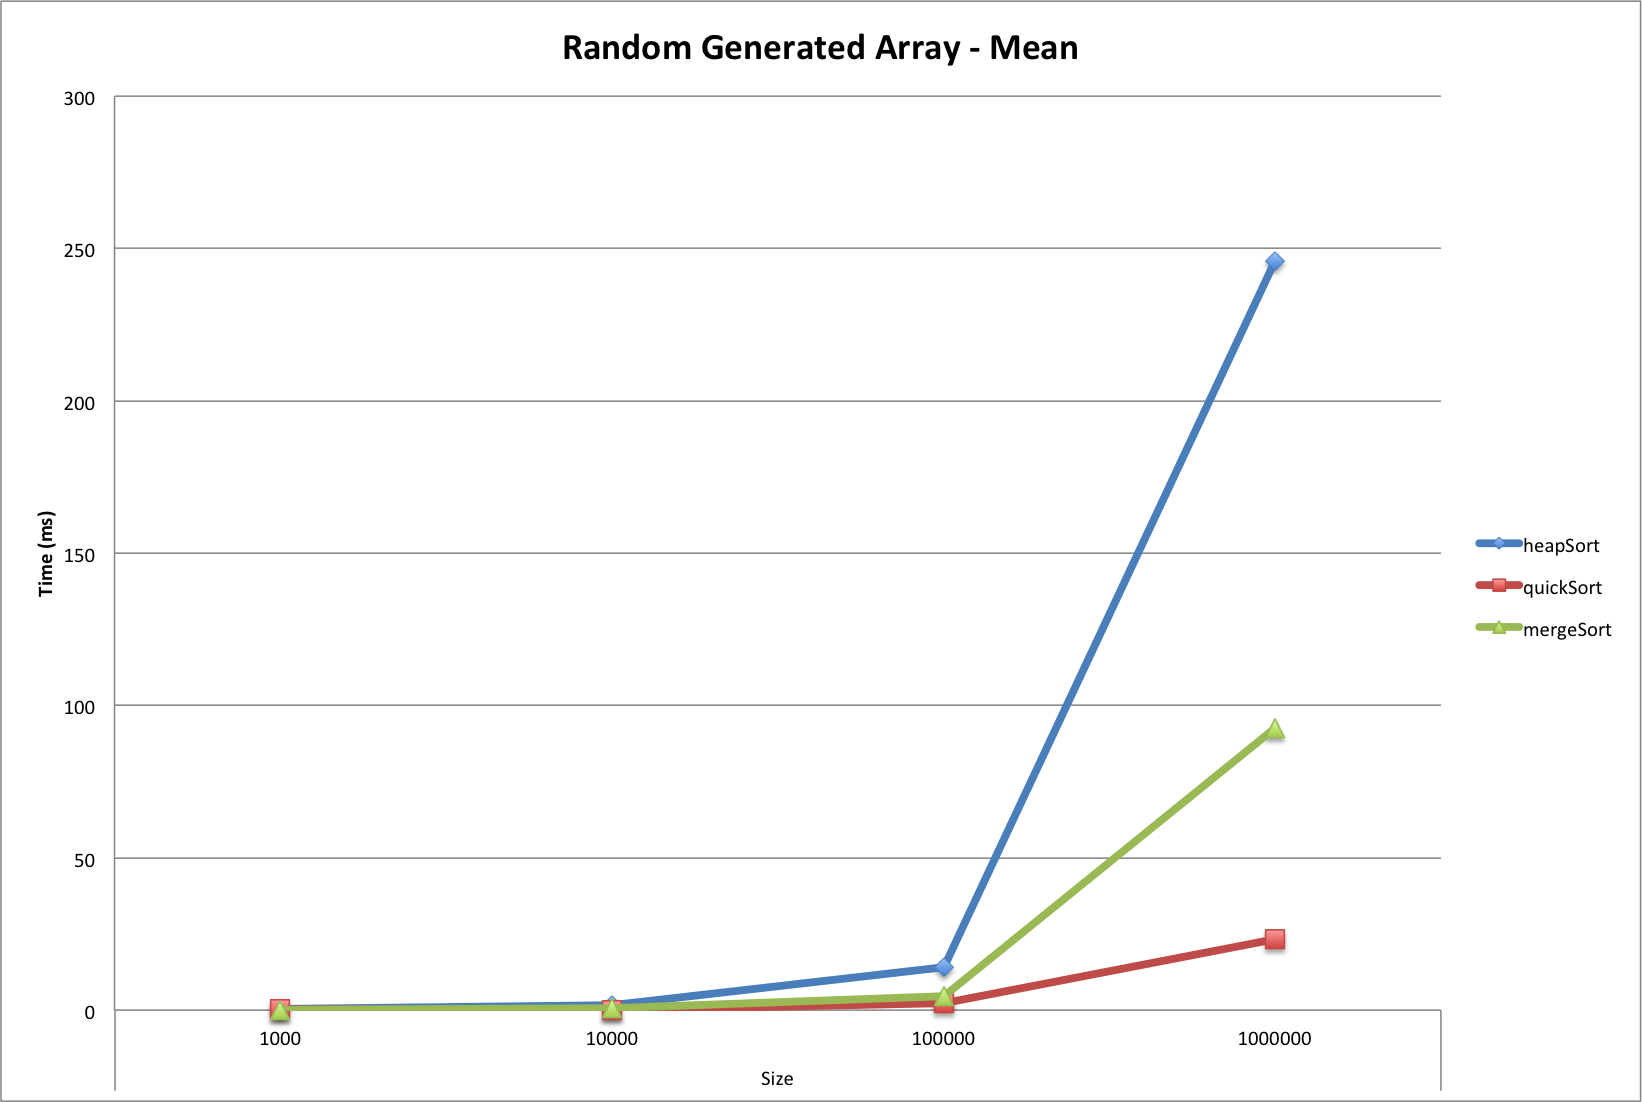 Random Generated Array - Mean
300
250
200
150
100
50
0
Time (ms)
1000 10000 100000 1000000
Size
heapSort
quickSort
mergeSort